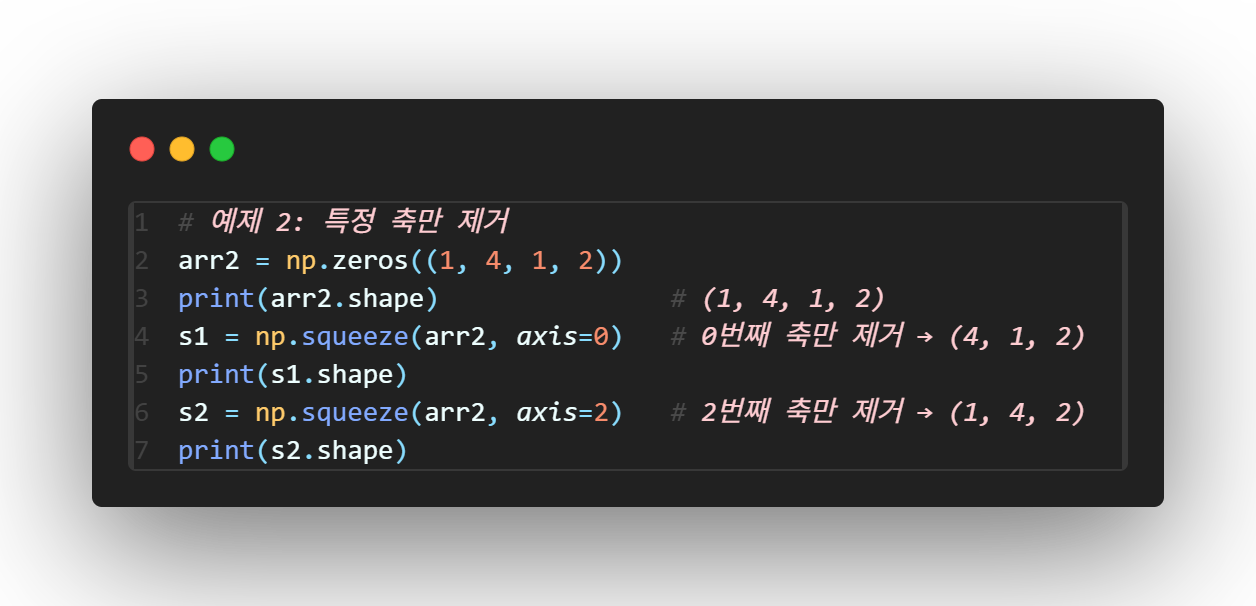 1 # 예제 2: 특정 축만 제거
2 arr2 = np.zeros((1, 4, 1, 2))
3 print(arr2.shape) # (1, 4, 1, 2)
4 s1 = np.squeeze(arr2, axis=0) # 0번째 축만 제거 → (4, 1, 2)
5 print(s1.shape)
6 s2 = np.squeeze(arr2, axis=2) # 2번째 축만 제거 → (1, 4, 2)
7 print(s2.shape)